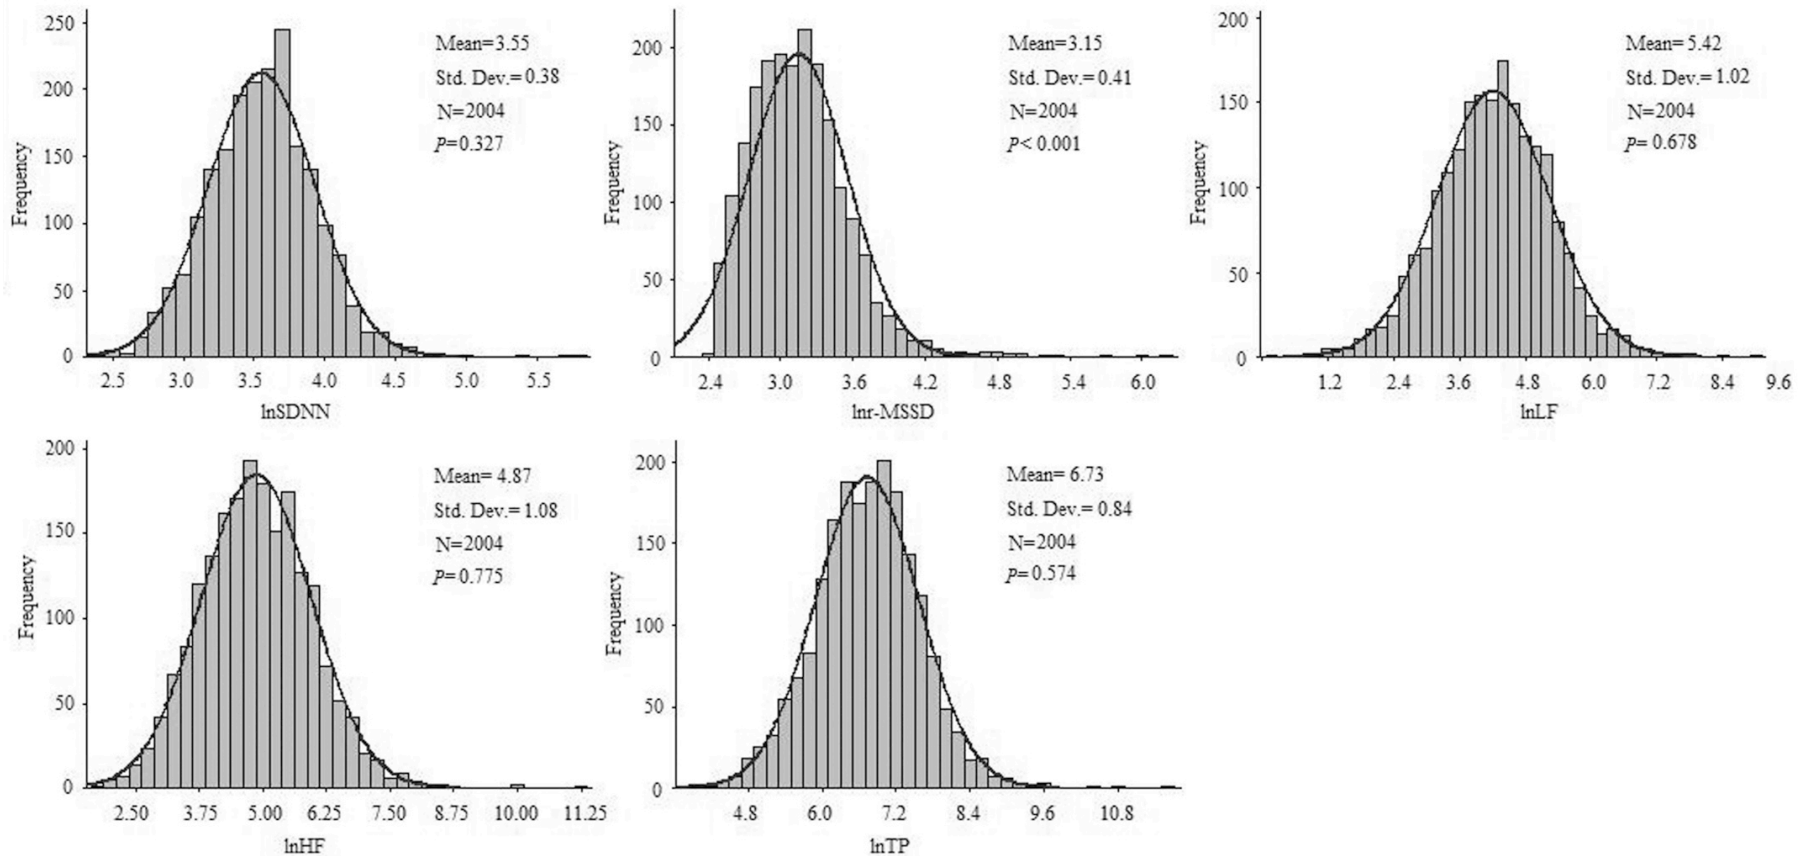 250
200
150
100
50
0
Frequency
Mean=3.55
Std. Dev.= 0.38
N=2004
P=0.327
2.5 3.0 3.5 4.0 4.5 5.0 5.5
lnSDNN
200
150
100
50
0
Frequency
Mean=3.15
Std. Dev.= 0.41
N=2004
P< 0.001
2.4 3.0 3.6 4.2 4.8 5.4 6.0
lnr-MSSD
200
150
100
50
0
Frequency
Mean= 5.42
Std. Dev.= 1.02
N=2004
P= 0.678
1.2 2.4 3.6 4.8 6.0 7.2 8.4 9.6
lnLF
200
150
100
50
0
Frequency
Mean= 4.87
Std. Dev.= 1.08
N=2004
P=0.775
2.50 3.75 5.00 6.25 7.50 8.75 10.00 11.25
lnHF
200
150
100
50
0
Frequency
Mean= 6.73
Std. Dev.= 0.84
N=2004
P=0.574
4.8 6.0 7.2 8.4 9.6 10.8
lnTP